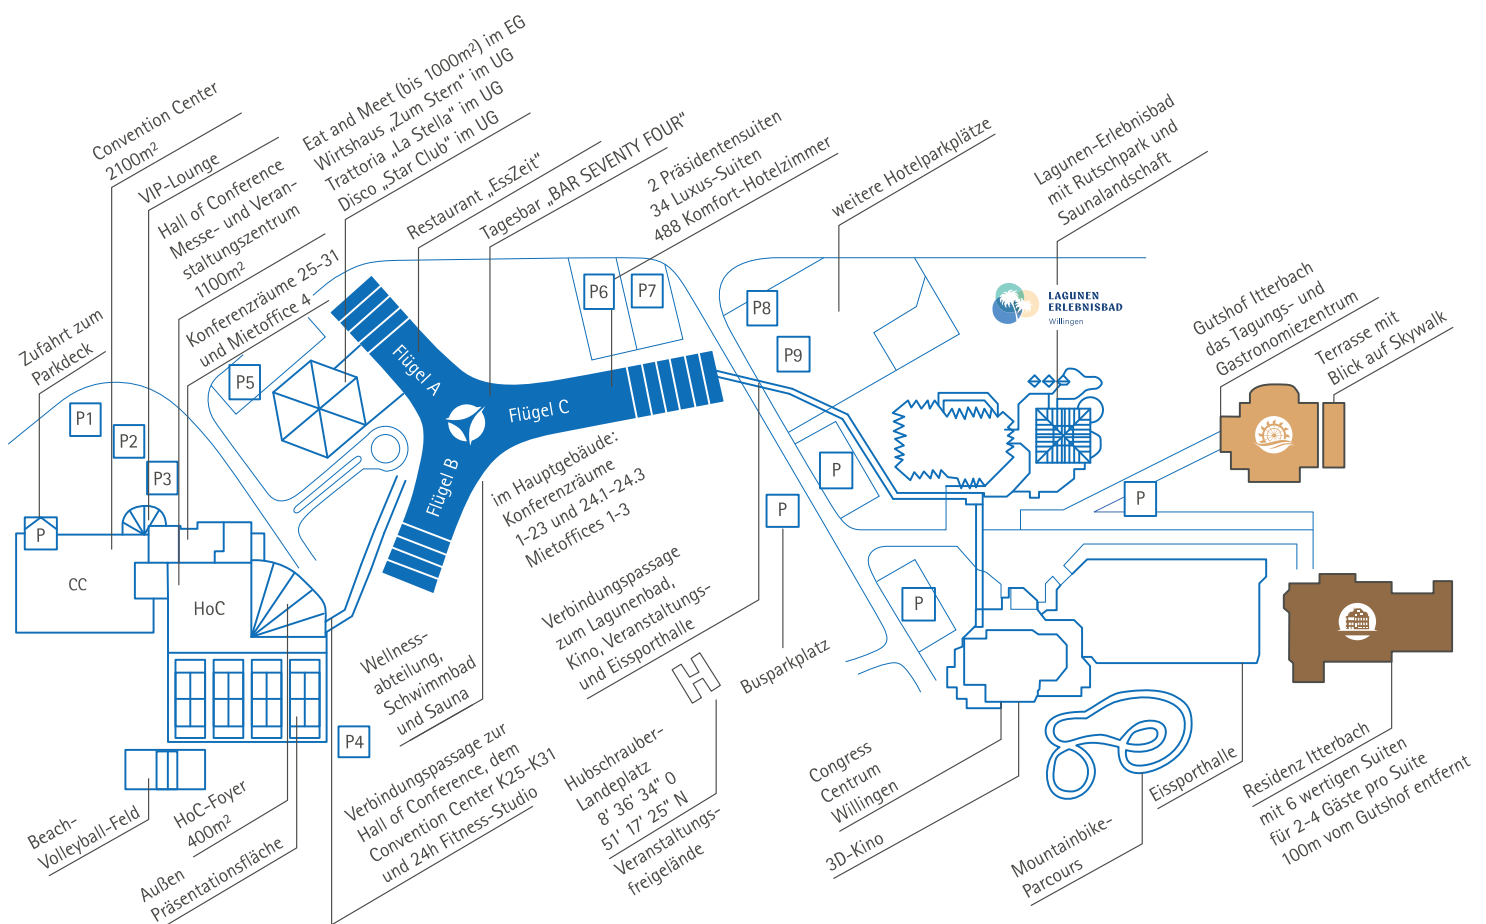 Convention Center
2100m²
VIP-Lounge
Hall of Conference
Messe- und Veran-
staltungszentrum
1100m²
Konferenzräume 25-31
und Mietoffice 4
Eat and Meet (bis 1000m²) im EG
Wirtshaus „Zum Stern“ im UG
Trattoria „La Stella“ im UG
Disco „Star Club“ im UG
Restaurant „EssZeit“
Tagesbar „BAR SEVENTY FOUR“
2 Präsidentensuiten
34 Luxus-Suiten
488 Komfort-Hotelzimmer
weitere Hotelparkplätze
Lagunen-Erlebnisbad
mit Rutschpark und
Saunalandschaft
LAGUNEN
ERLEBNISBAD
Willingen
Gutshof Itterbach
das Tagungs- und
Gastronomiezentrum
Terrasse mit
Blick auf Skywalk
Zufahrt zum
Parkdeck
P1
P2
P3
P5
P6
P7
P8
P9
P
P
P
P
P
P
Flügel A
Flügel C
Flügel B
CC
HoC
P4
im Hauptgebäude:
Konferenzräume
1-23 und 24.1-24.3
Mietoffices 1-3
Verbindungspassage
zum Lagunenbad,
Kino, Veranstaltungs-
und Eissporthalle
Wellness-
abteilung,
Schwimmbad
und Sauna
Busparkplatz
H
Beach-
Volleyball-Feld
HoC-Foyer
400m²
Außen
Präsentationsfläche
Verbindungspassage zur
Hall of Conference, dem
Convention Center K25-K31
und 24h Fitness-Studio
Hubschrauber-
Landeplatz
8' 36' 34" O
51' 17' 25" N
Veranstaltungs-
freigelände
Congress
Centrum
Willingen
3D-Kino
Mountainbike-
Parcours
Eissporthalle
Residenz Itterbach
mit 6 wertigen Suiten
für 2-4 Gäste pro Suite
100m vom Gutshof entfernt